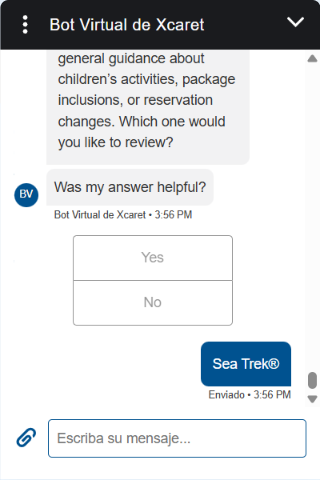 Bot Virtual de Xcaret
general guidance about
children's activities, package
inclusions, or reservation
changes. Which one would
you like to review?
BV
Was my answer helpful?
Bot Virtual de Xcaret • 3:56 PM
Yes
No
Sea Trek®
Enviado • 3:56 PM
Escriba su mensaje...